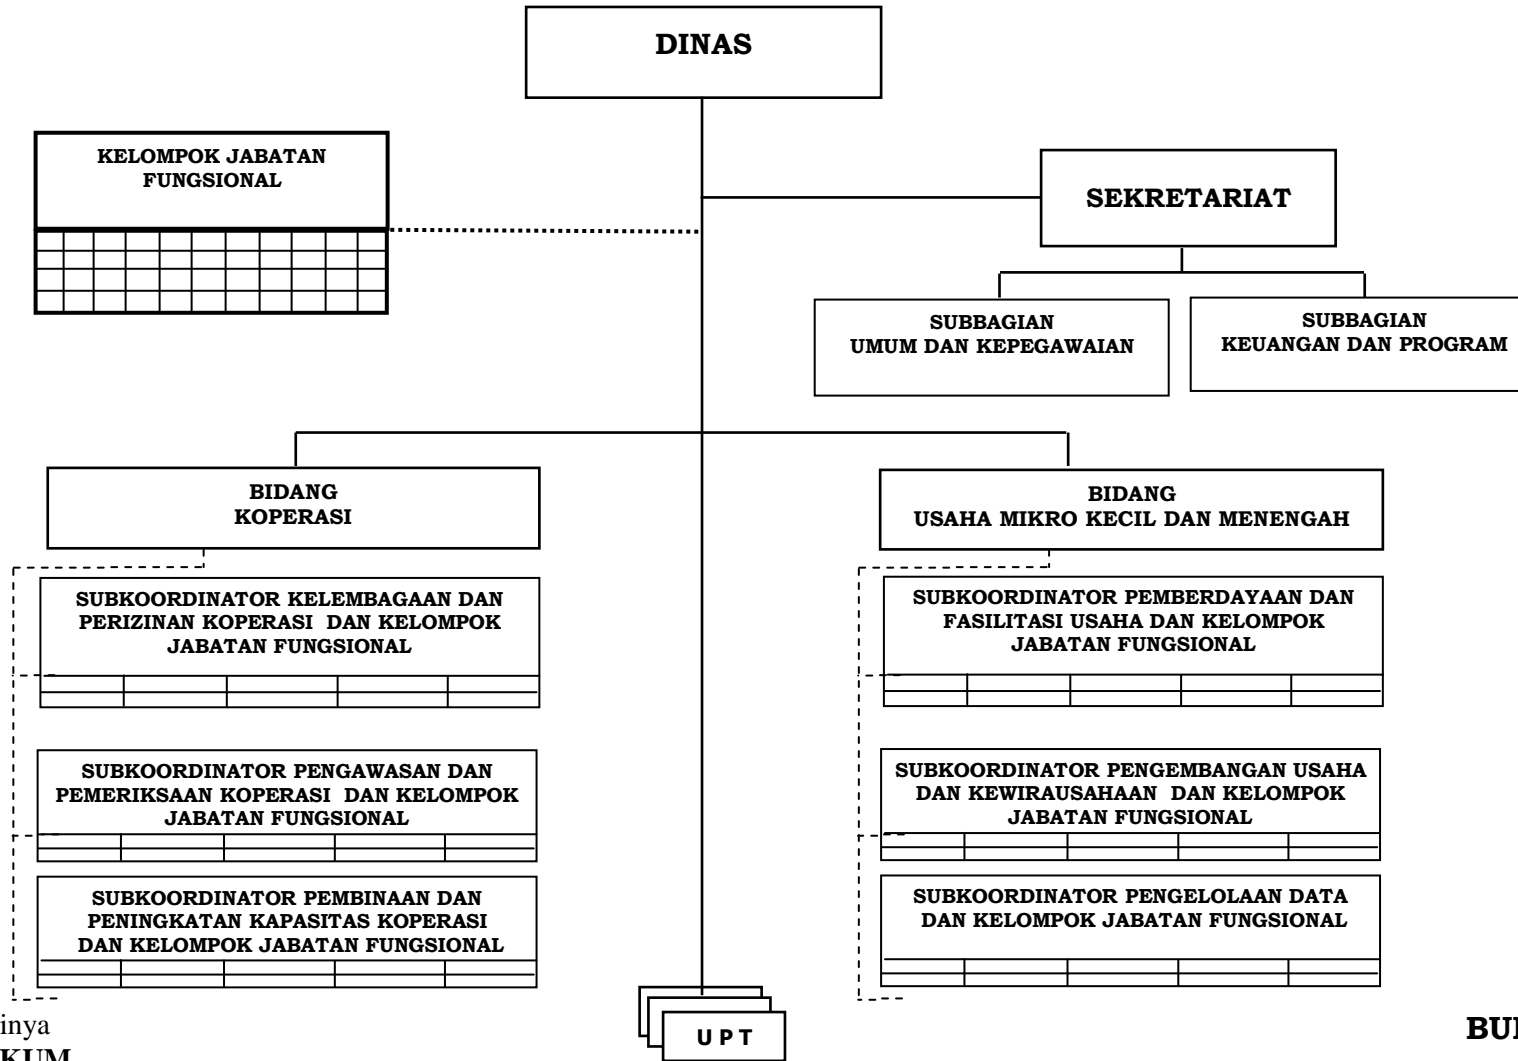 DINAS
KELOMPOK JABATAN
FUNGSIONAL
SEKRETARIAT
SUBBAGIAN
UMUM DAN KEPEGAWAIAN
SUBBAGIAN
KEUANGAN DAN PROGRAM
BIDANG
KOPERASI
BIDANG
USAHA MIKRO KECIL DAN MENENGAH
SUBKOORDINATOR KELEMBAGAAN DAN
PERIZINAN KOPERASI DAN KELOMPOK
JABATAN FUNGSIONAL
SUBKOORDINATOR PEMBERDAYAAN DAN
FASILITASI USAHA DAN KELOMPOK
JABATAN FUNGSIONAL
SUBKOORDINATOR PENGAWASAN DAN
PEMERIKSAAN KOPERASI DAN KELOMPOK
JABATAN FUNGSIONAL
SUBKOORDINATOR PENGEMBANGAN USAHA
DAN KEWIRAUSAHAAN DAN KELOMPOK
JABATAN FUNGSIONAL
SUBKOORDINATOR PEMBINAAN DAN
PENINGKATAN KAPASITAS KOPERASI
DAN KELOMPOK JABATAN FUNGSIONAL
SUBKOORDINATOR PENGELOLAAN DATA
DAN KELOMPOK JABATAN FUNGSIONAL
UPT
inya
KUM